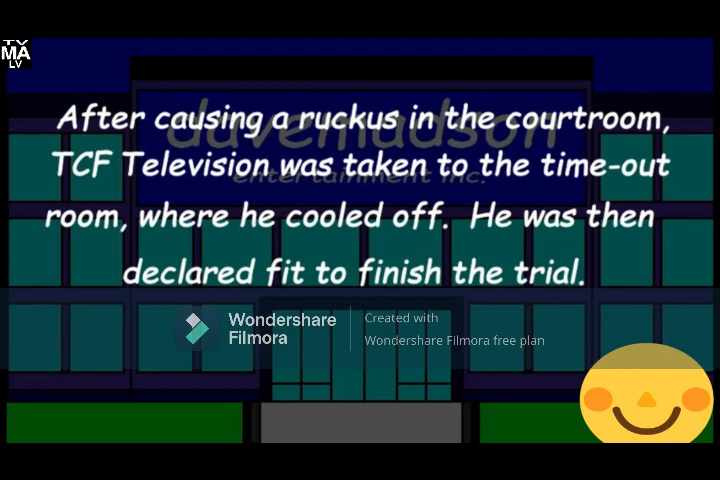 TV
MA
LV
davemadson
entertainment inc.
After causing a ruckus in the courtroom,
TCF Television was taken to the time-out
room, where he cooled off. He was then
declared fit to finish the trial.
Wondershare
Filmora
Created with
Wondershare Filmora free plan